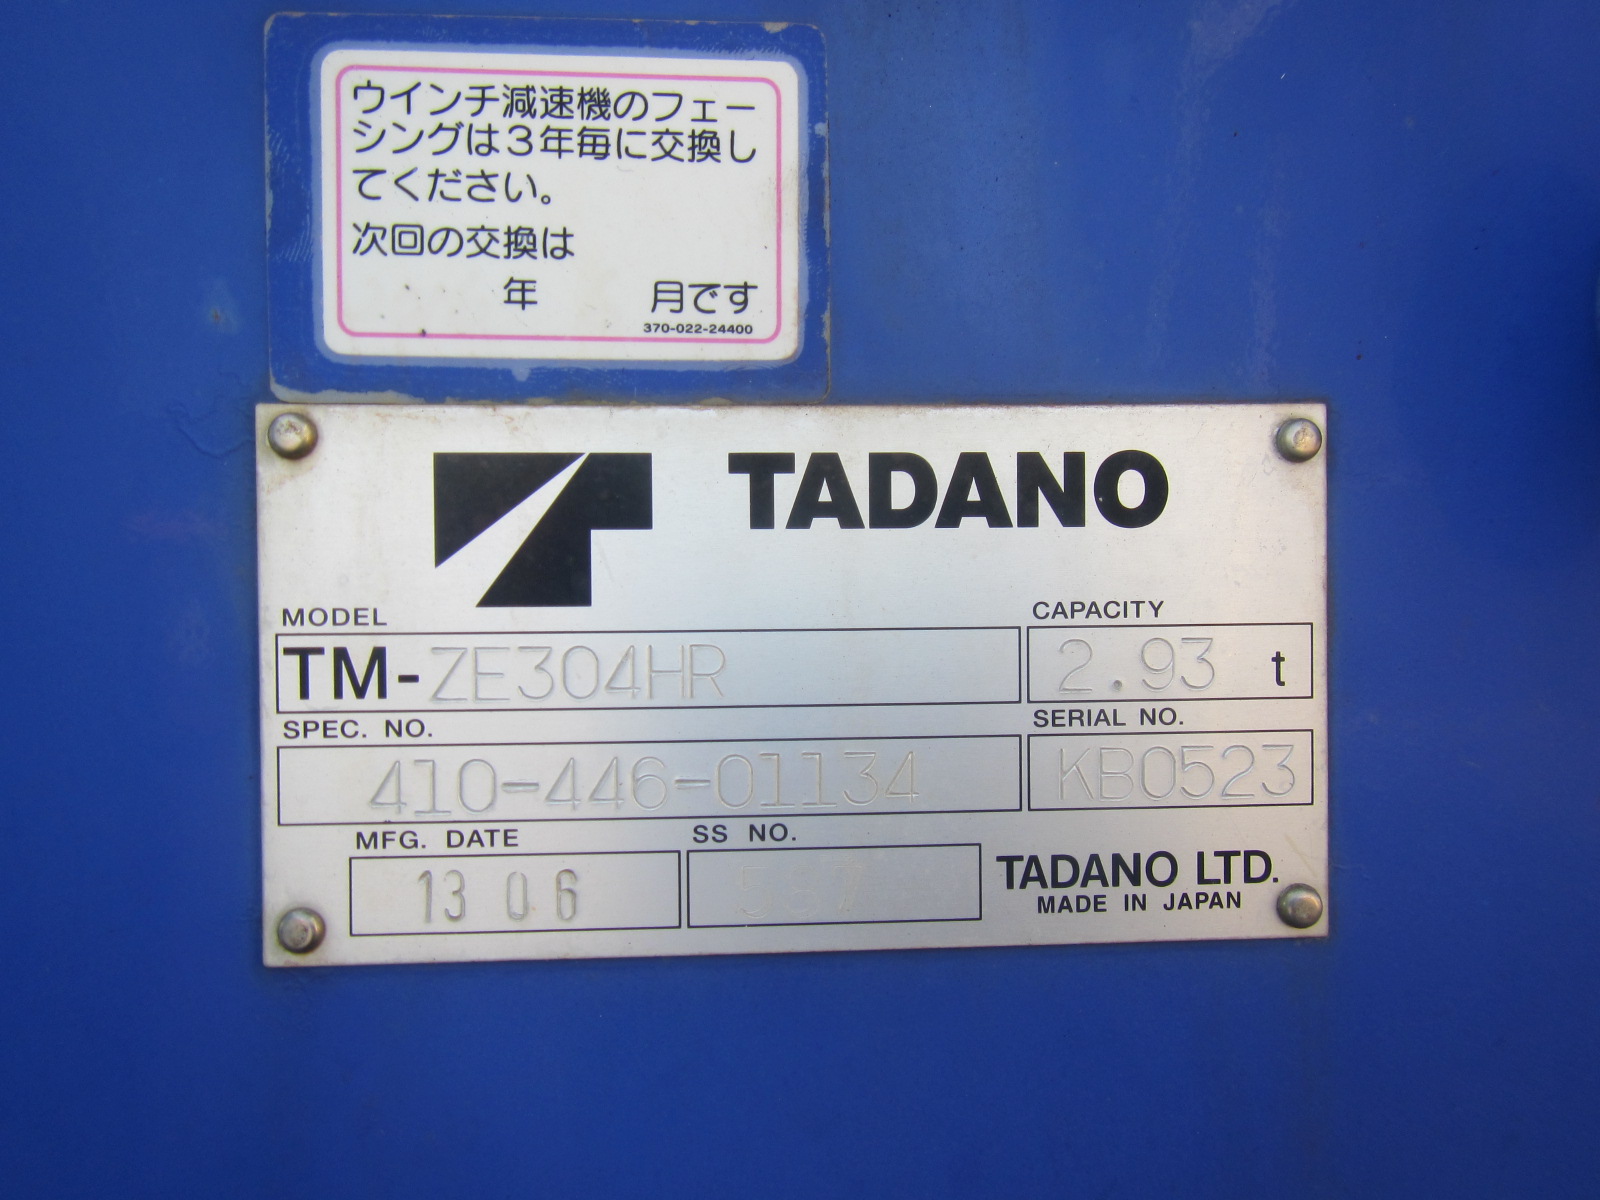 ウインチ減速機のフェー
シングは3年毎に交換し
てください。
次回の交換は
年 月です
370-022-24400
TADANO
MODEL CAPACITY
TM-ZE304HR 2.93 t
SPEC. NO. SERIAL NO.
410-446-01134 KB0523
MFG. DATE SS NO.
13 06
TADANO LTD.
MADE IN JAPAN